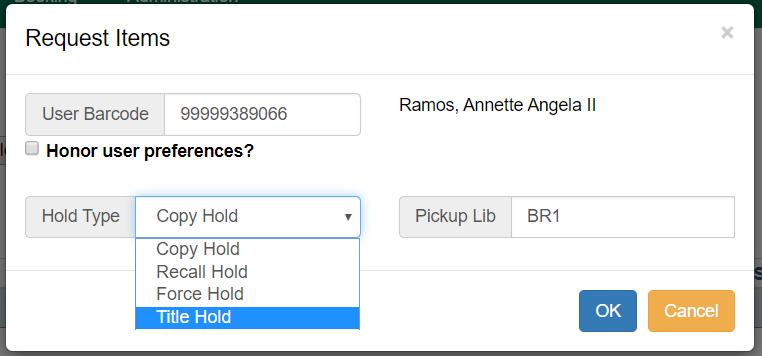 Booking Administration
Request Items ×
User Barcode 99999389066 Ramos, Annette Angela II
Honor user preferences?
Hold Type Copy Hold Pickup Lib BR1
Copy Hold
Recall Hold
Force Hold
Title Hold
OK Cancel